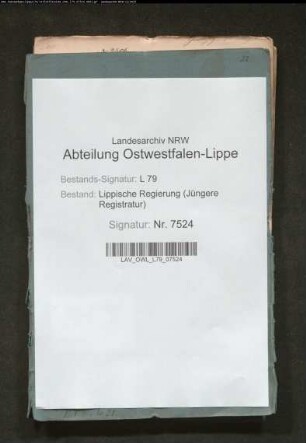 Landesarchiv NRW
Abteilung Ostwestfalen-Lippe
Bestands-Signatur: L 79
Bestand: Lippische Regierung (Jüngere
Registratur)
Signatur: Nr. 7524
LAV_OWL_L79_07524